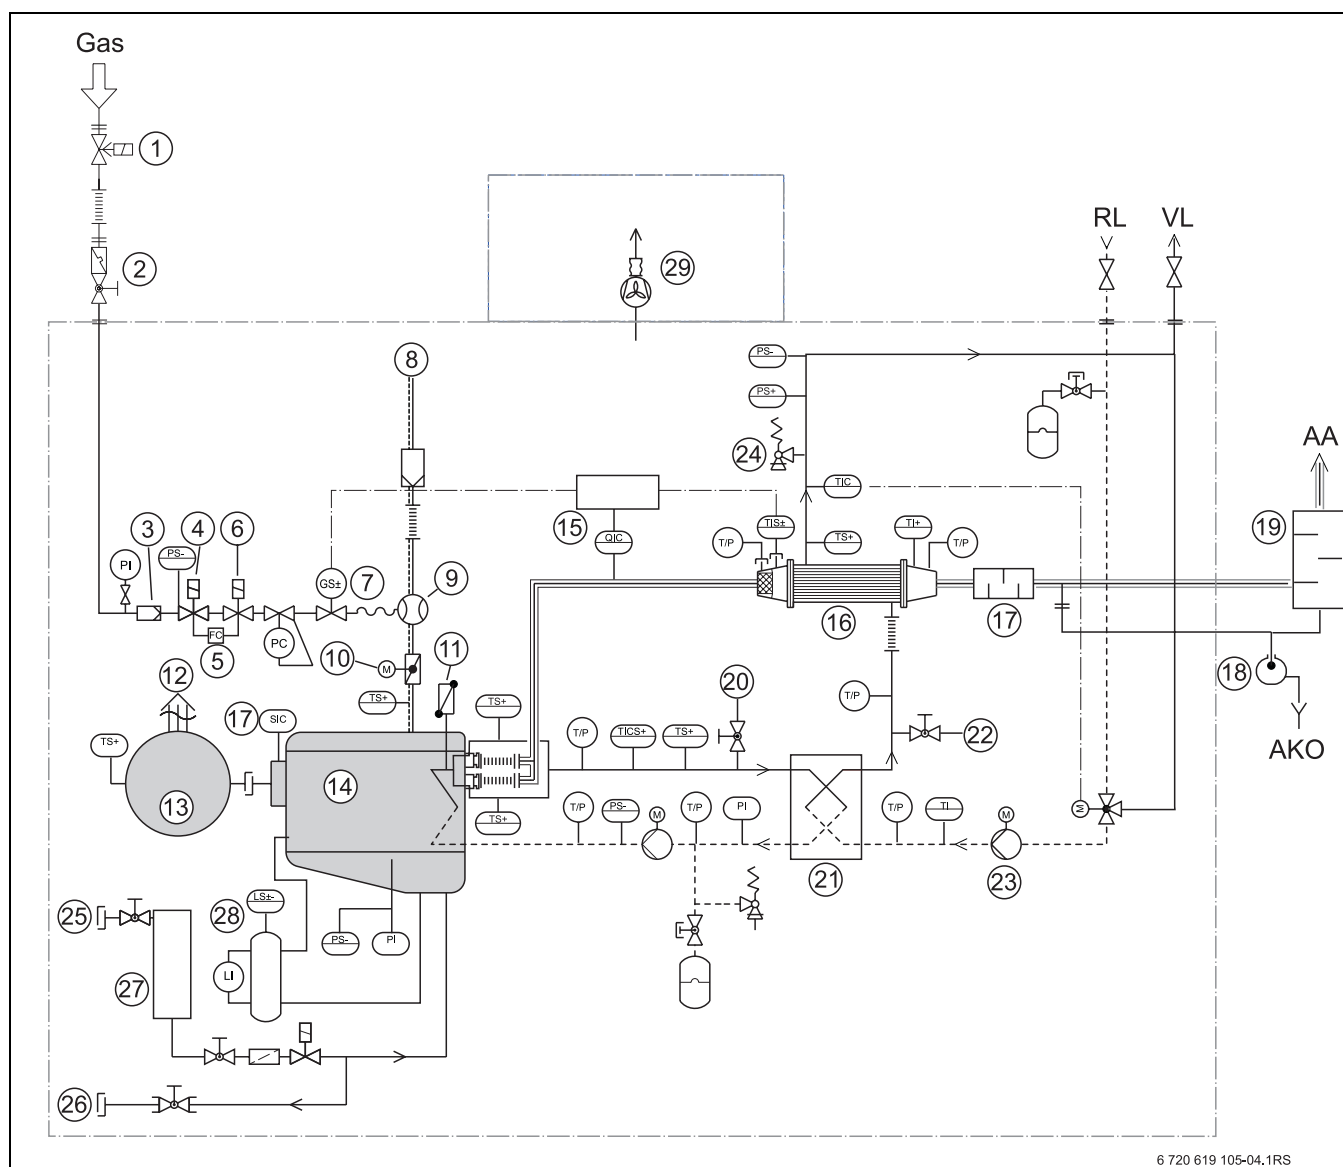 Gas
1
2
29
RL VL
8
PS-
PS+
24
AA
TIC
3 4 6
PS-
PI
15
QIC
T/P
TIS±
TS+
TI+
T/P
19
GS±
7
9
FC
5
PC
16
17
10
M
11
12
TS+
18
AKO
17
SIC
TS+
TS+
T/P
TICS+
TS+
20
T/P
22
14
13
TS+
T/P
PS-
M
T/P
PI
21
T/P
TI
M
23
M
25
28
LS±-
PS-
PI
LI
27
26
6 720 619 105-04.1RS